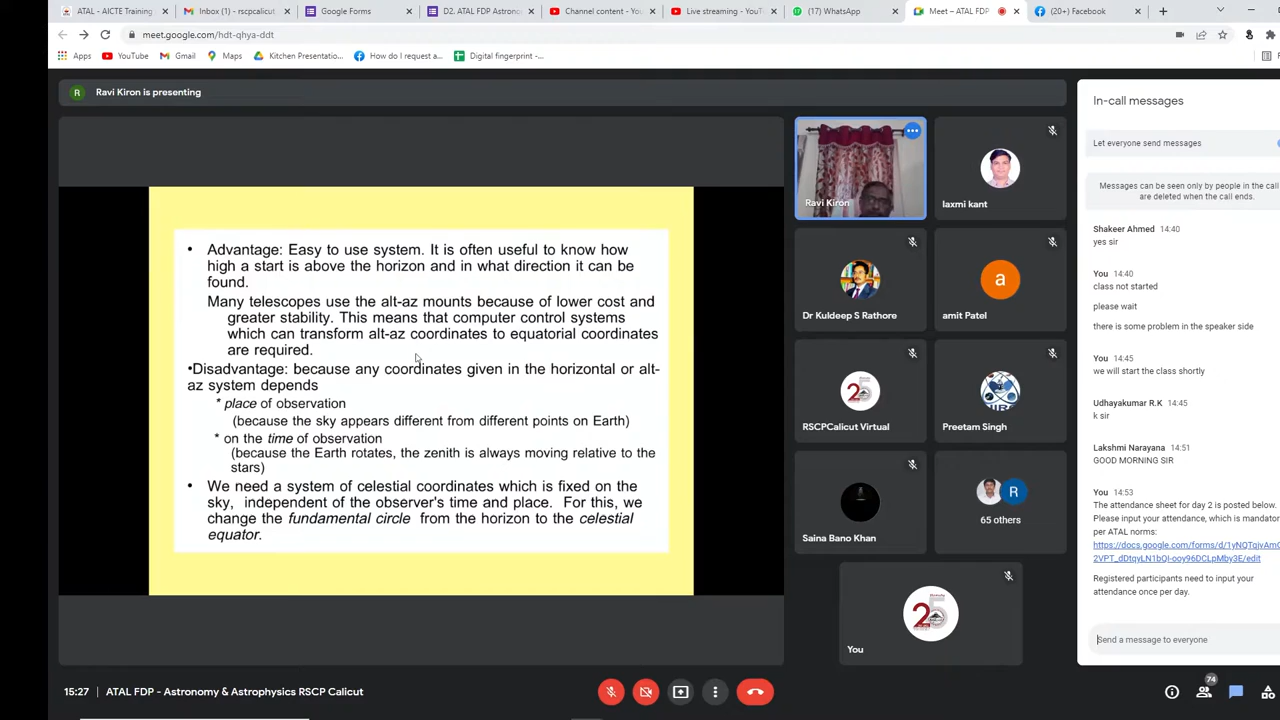 ATAL - AICTE Training
Inbox (1) - rscpcalicut
Google Forms
D2, ATAL FDP Astrono
Channel content - You
Live streaming - YouTu
(17) WhatsApp
Meet – ATAL FDP
(20+) Facebook
meet.google.com/hdt-qhya-ddt
Apps
YouTube
Gmail
Maps
Kitchen Presentatio...
How do I request a...
Digital fingerprint -...
R
Ravi Kiron is presenting
• Advantage: Easy to use system. It is often useful to know how
high a start is above the horizon and in what direction it can be
found.
Many telescopes use the alt-az mounts because of lower cost and
greater stability. This means that computer control systems
which can transform alt-az coordinates to equatorial coordinates
are required.
•Disadvantage: because any coordinates given in the horizontal or alt-
az system depends
* place of observation
(because the sky appears different from different points on Earth)
* on the time of observation
(because the Earth rotates, the zenith is always moving relative to the
stars)
• We need a system of celestial coordinates which is fixed on the
sky, independent of the observer's time and place. For this, we
change the fundamental circle from the horizon to the celestial
equator.
Ravi Kiron
laxmi kant
Dr Kuldeep S Rathore
a
amit Patel
25
RSCPCalicut Virtual
Preetam Singh
Saina Bano Khan
R
65 others
25
You
In-call messages
Let everyone send messages
Messages can be seen only by people in the call
are deleted when the call ends.
Shakeer Ahmed 14:40
yes sir
You 14:40
class not started
please wait
there is some problem in the speaker side
You 14:45
we will start the class shortly
Udhayakumar R.K 14:45
k sir
Lakshmi Narayana 14:51
GOOD MORNING SIR
You 14:53
The attendance sheet for day 2 is posted below.
Please input your attendance, which is mandator
per ATAL norms:
https://docs.google.com/forms/d/1yNQTqjvAmC
2VPT_dDtqyLN1bQI-ooy96DCLpMby3E/edit
Registered participants need to input your
attendance once per day.
Send a message to everyone
15:27 | ATAL FDP - Astronomy & Astrophysics RSCP Calicut
74